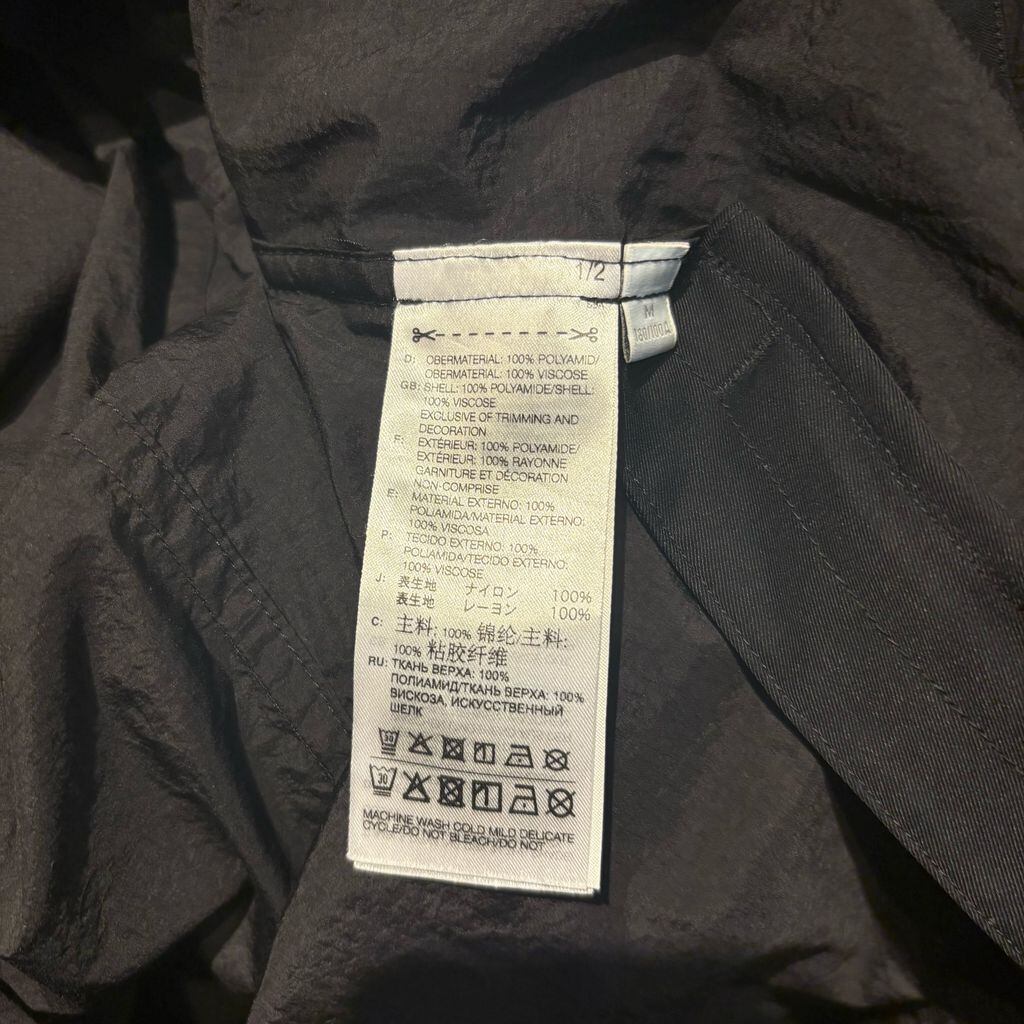 1/2
M
180/100A
D: OBERMATERIAL: 100% POLYAMID/
OBERMATERIAL: 100% VISCOSE
GB: SHELL: 100% POLYAMIDE/SHELL:
100% VISCOSE
EXCLUSIVE OF TRIMMING AND
DECORATION
F: EXTÉRIEUR: 100% POLYAMIDE/
EXTÉRIEUR: 100% RAYONNE
GARNITURE ET DÉCORATION
NON-COMPRISE
E: MATERIAL EXTERNO: 100%
POLIAMIDA/MATERIAL EXTERNO:
100% VISCOSA
P: TECIDO EXTERNO: 100%
POLIAMIDA/TECIDO EXTERNO:
100% VISCOSE
J:表生地 ナイロン 100%
表生地 レーヨン 100%
C: 主料: 100% 锦纶/主料:
100% 粘胶纤维
RU: ТКАНЬ ВЕРХА: 100%
ПОЛИАМИД/ТКАНЬ ВЕРХА: 100%
ВИСКОЗА, ИСКУССТВЕННЫЙ
ШЕЛК
30
MACHINE WASH COLD MILD DELICATE
CYCLE/DO NOT BLEACH/DO NOT